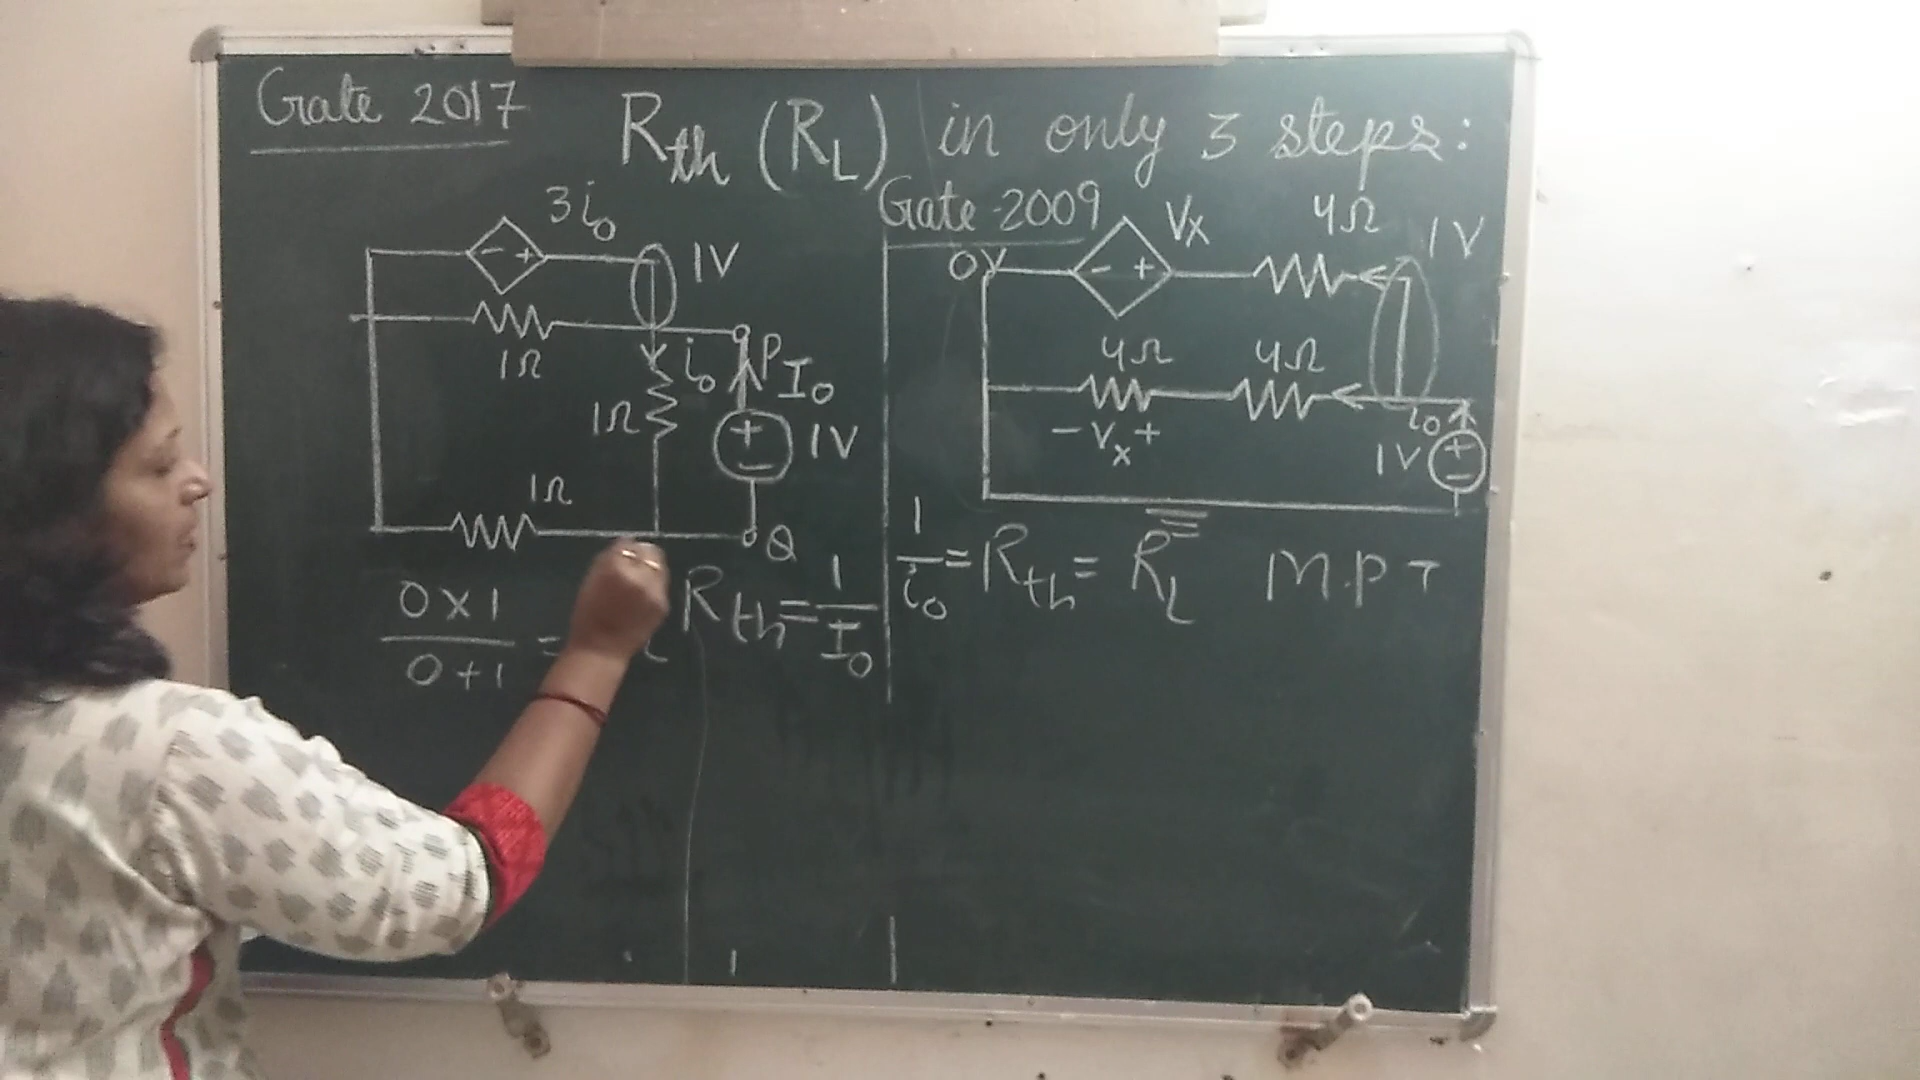 Gate 2017
Rth (RL) in only 3 steps:
3i0
1V
1Ω
i0
P
I0
1Ω
+
-
1V
1Ω
Q
0 x 1
0 + 1
=
Rth = 1/I0
Gate-2009
0V
- +
Vx
4Ω
1V
4Ω
4Ω
- Vx +
i0
1V
+
-
1/i0 = Rth = RL M.P T